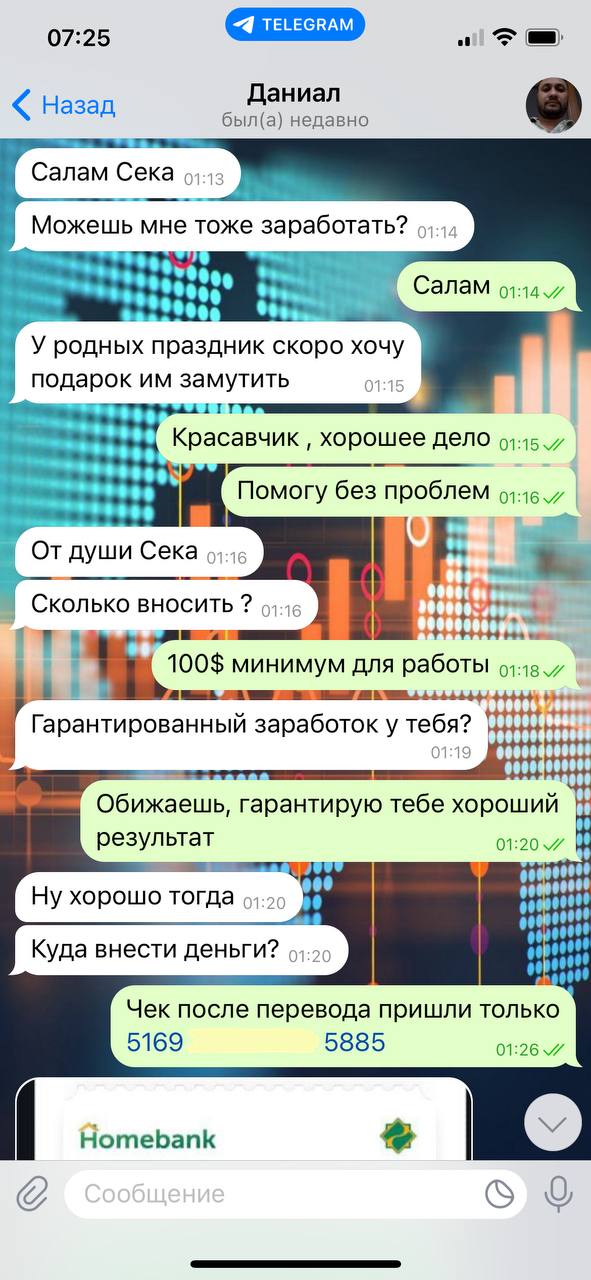 07:25
TELEGRAM
Назад
Даниал
был(а) недавно
Салам Сека 01:13
Можешь мне тоже заработать? 01:14
Салам 01:14
У родных праздник скоро хочу
подарок им замутить 01:15
Красавчик , хорошее дело 01:15
Помогу без проблем 01:16
От души Сека 01:16
Сколько вносить ? 01:16
100$ минимум для работы 01:18
Гарантированный заработок у тебя?
01:19
Обижаешь, гарантирую тебе хороший
результат 01:20
Ну хорошо тогда 01:20
Куда внести деньги? 01:20
Чек после перевода пришли только
5169 5885 01:26
Homebank
Сообщение